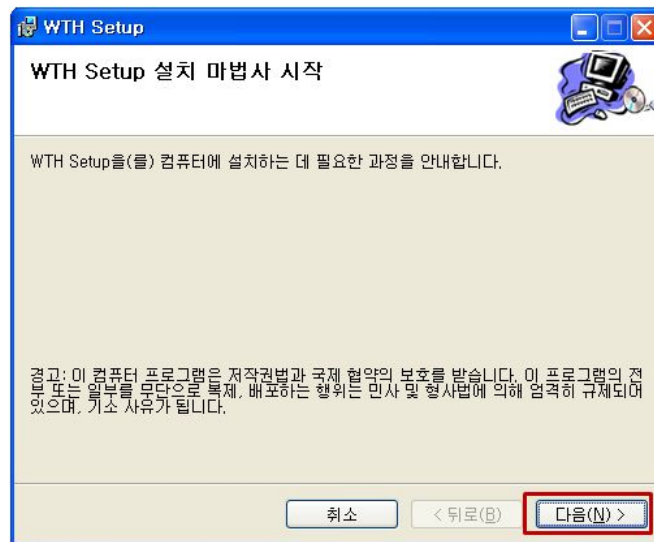 WTH Setup
WTH Setup 설치 마법사 시작
WTH Setup을(를) 컴퓨터에 설치하는 데 필요한 과정을 안내합니다.
경고: 이 컴퓨터 프로그램은 저작권법과 국제 협약의 보호를 받습니다. 이 프로그램의 전
부 또는 일부를 무단으로 복제, 배포하는 행위는 민사 및 형사법에 의해 엄격히 규제되어
있으며, 기소 사유가 됩니다.
취소
< 뒤로(B)
다음(N) >